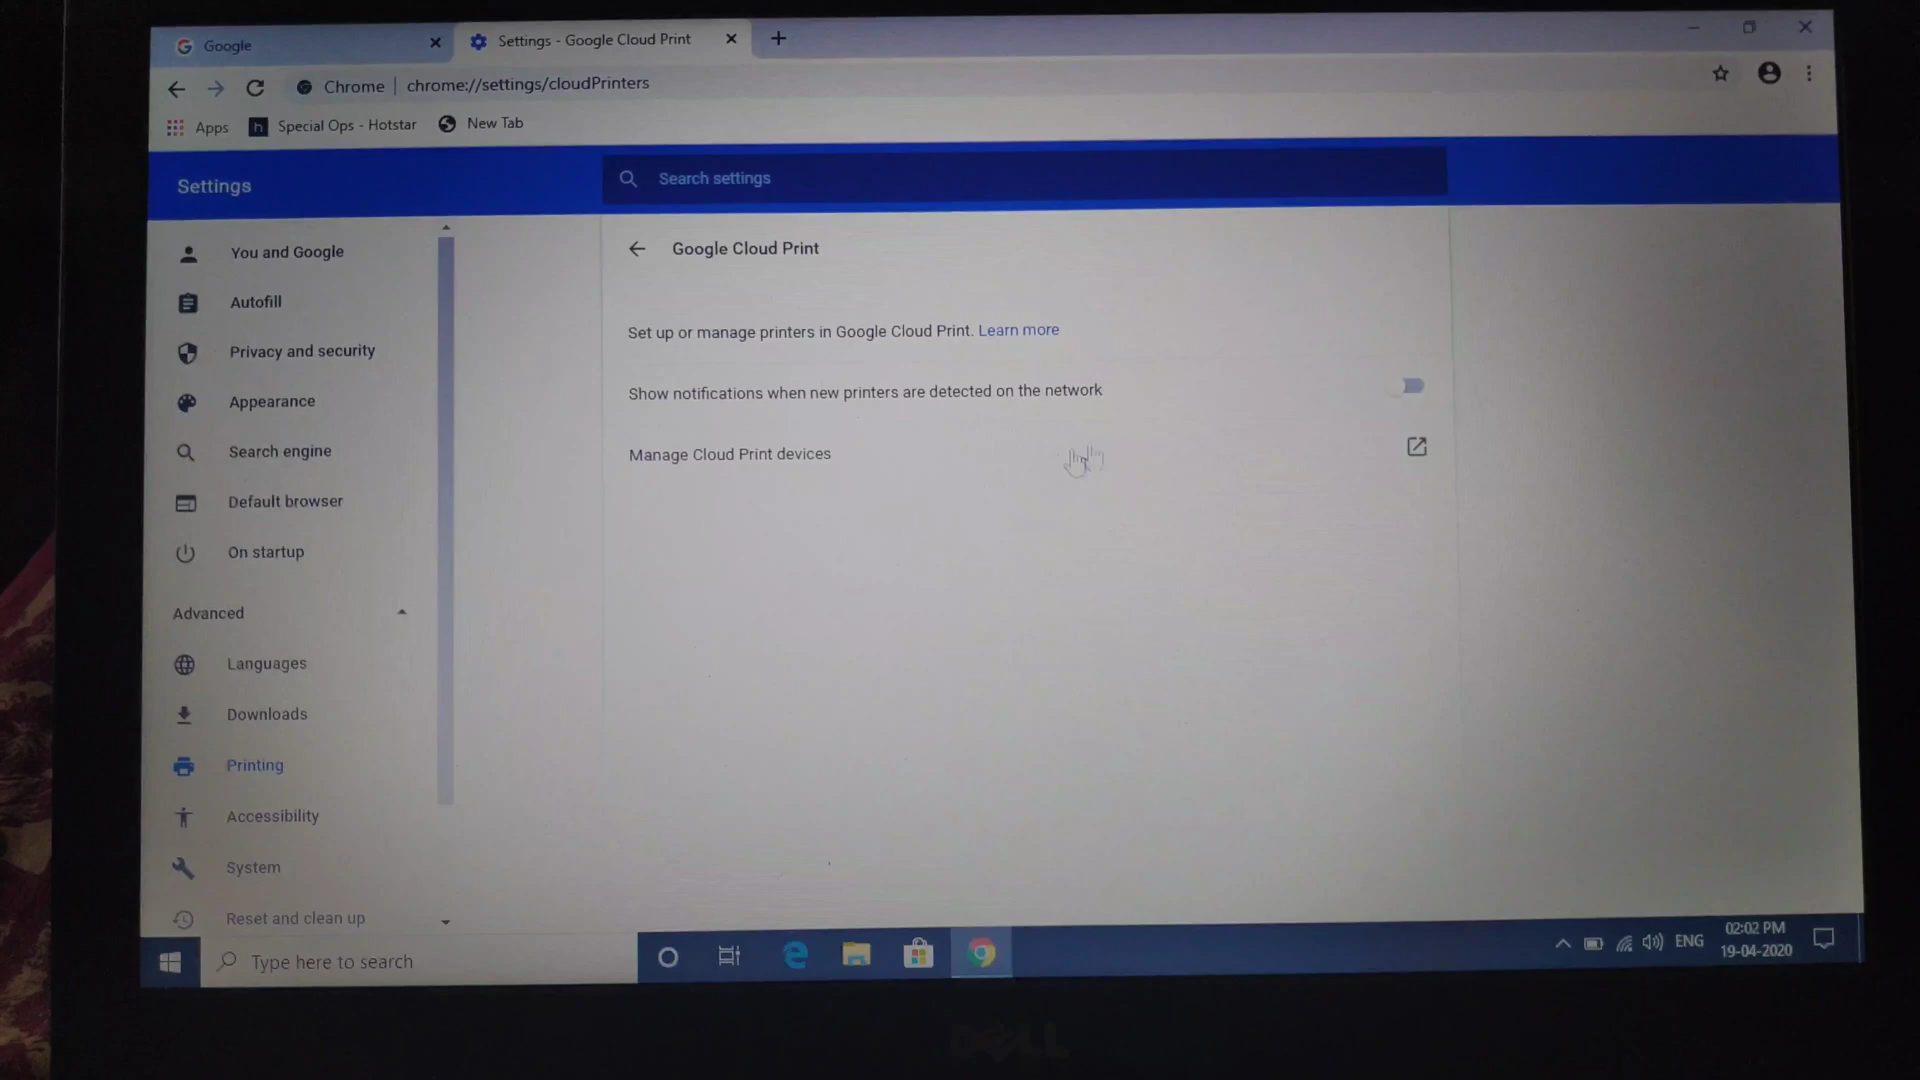 Google
Settings - Google Cloud Print
Chrome | chrome://settings/cloudPrinters
Apps
h Special Ops - Hotstar
New Tab
Settings
Search settings
You and Google
Autofill
Privacy and security
Appearance
Search engine
Default browser
On startup
Advanced
Languages
Downloads
Printing
Accessibility
System
Reset and clean up
Google Cloud Print
Set up or manage printers in Google Cloud Print. Learn more
Show notifications when new printers are detected on the network
Manage Cloud Print devices
Type here to search
ENG
02:02 PM
19-04-2020
DELL